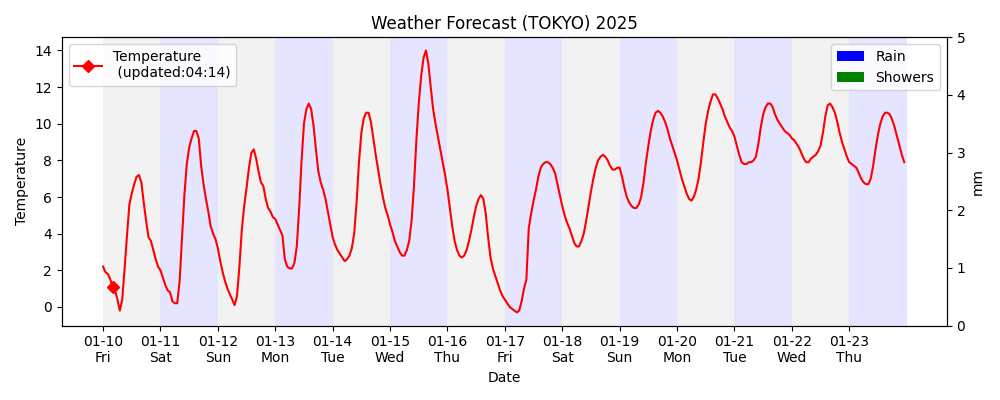 Weather Forecast (TOKYO) 2025
Temperature
(updated:04:14)
Rain
Showers
Temperature
14
12
10
8
6
4
2
0
5
4
3
2
1
0
mm
01-10 01-11 01-12 01-13 01-14 01-15 01-16 01-17 01-18 01-19 01-20 01-21 01-22 01-23
Fri Sat Sun Mon Tue Wed Thu Fri Sat Sun Mon Tue Wed Thu
Date